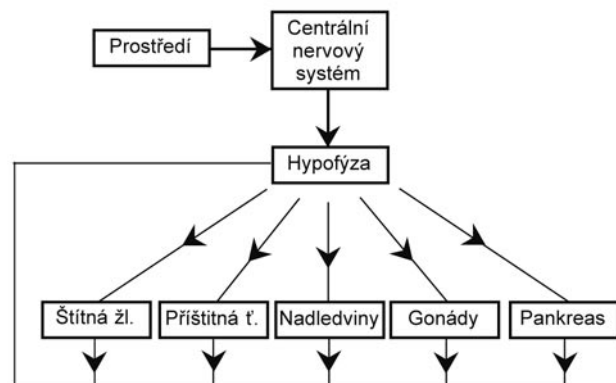 Prostředí
Centrální
nervový
systém
Hypofýza
Štítná žl.
Příštitná ť.
Nadledviny
Gonády
Pankreas